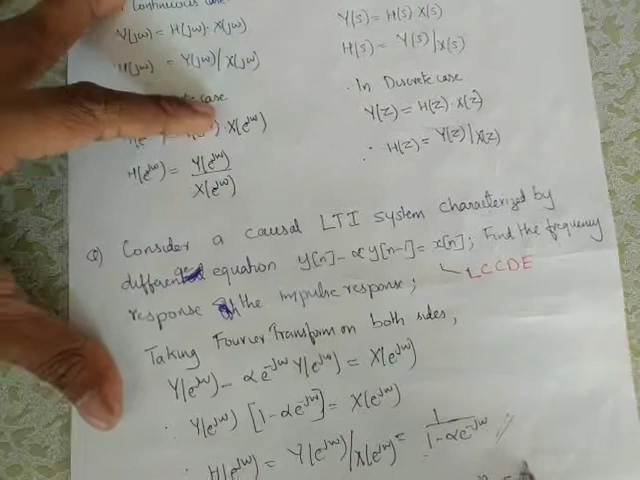 Continuous case
Y(jω) = H(jω)·X(jω)
H(jω) = Y(jω)/X(jω)
case
X(e^jω)
H(e^jω) = Y(e^jω)/X(e^jω)
Y(s) = H(s) X(s)
H(s) = Y(s)/X(s)
· In Discrete case
Y(z) = H(z)·X(z)
∴ H(z) = Y(z)/X(z)
Q) Consider a causal LTI system characterized by
difference equation y[n] - αy[n-1] = x[n]; Find the frequency
LCCDE
response & the impulse response;
Taking Fourier Transform on both sides,
Y(e^jω) - αe^-jω Y(e^jω) = X(e^jω)
∴ Y(e^jω) [1-αe^-jω] = X(e^jω)
∴ H(e^jω) = Y(e^jω)/X(e^jω) = 1/(1-αe^-jω)